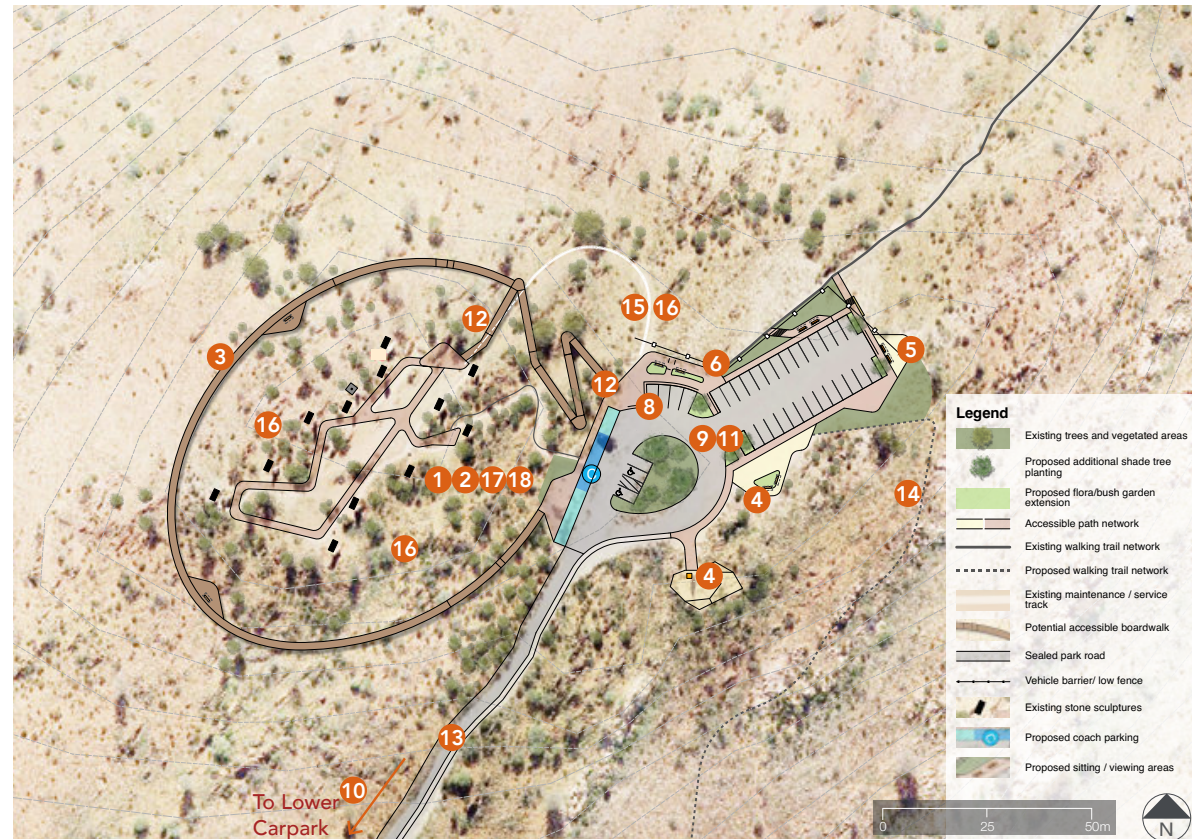 15 16
12
3
6
5
12
8
16
9 11
1 2 17 18
4
14
16
4
13
10
To Lower
Carpark
C
Legend
Existing trees and vegetated areas
Proposed additional shade tree
planting
Proposed flora/bush garden
extension
Accessible path network
Existing walking trail network
Proposed walking trail network
Existing maintenance / service
track
Potential accessible boardwalk
Sealed park road
Vehicle barrier/ low fence
Existing stone sculptures
C
Proposed coach parking
Proposed sitting / viewing areas
0 25 50m
N